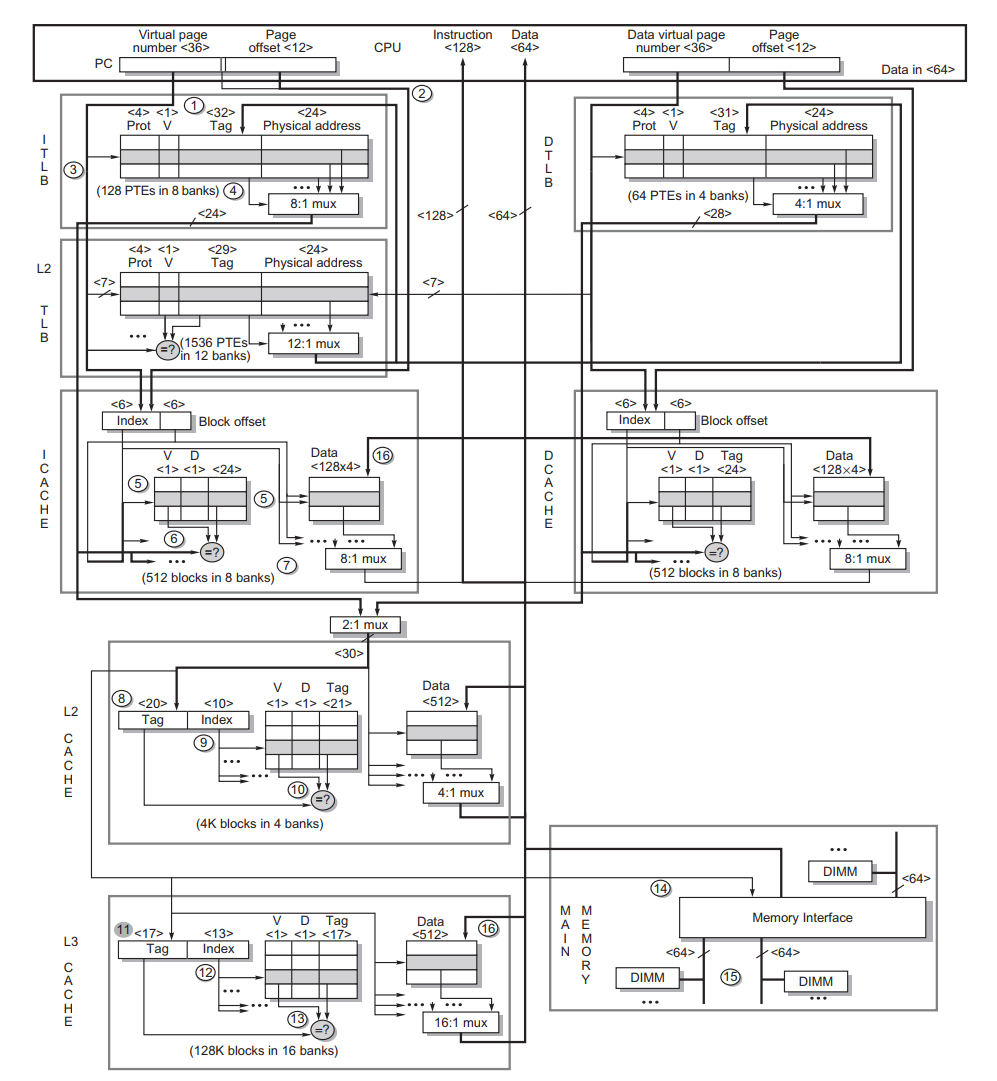 Virtual page
number <36>
Page
offset <12>
CPU
Instruction
<128>
Data
<64>
Data virtual page
number <36>
Page
offset <12>
PC
Data in <64>
1
2
I
T
L
B
<4> <1> <32> <24>
Prot V Tag Physical address
3
(128 PTEs in 8 banks)
4
...
8:1 mux
<24>
D
T
L
B
<4> <1> <31> <24>
Prot V Tag Physical address
(64 PTEs in 4 banks)
...
4:1 mux
<28>
<128>
<64>
L2
T
L
B
<4> <1> <29> <24>
Prot V Tag Physical address
<7>
<7>
...
=?
(1536 PTEs
in 12 banks)
...
12:1 mux
I
C
A
C
H
E
<6> <6>
Index
Block offset
V D
<1> <1> <24>
Data
<128x4>
16
5
5
6
=?
...
7
... ...
8:1 mux
(512 blocks in 8 banks)
D
C
A
C
H
E
<6> <6>
Index
Block offset
V D Tag
<1> <1> <24>
Data
<128×4>
=?
...
... ...
8:1 mux
(512 blocks in 8 banks)
2:1 mux
<30>
L2
C
A
C
H
E
8
<20> <10>
Tag Index
V D Tag
<1> <1> <21>
Data
<512>
9
...
...
10
=?
... ...
4:1 mux
(4K blocks in 4 banks)
L3
C
A
C
H
E
11
<17> <13>
Tag Index
V D Tag
<1> <1> <17>
Data
<512>
16
12
...
...
13
=?
... ...
16:1 mux
(128K blocks in 16 banks)
M
A
I
N
M
E
M
O
R
Y
14
...
DIMM
<64>
Memory Interface
<64>
<64>
15
DIMM
...
DIMM
...